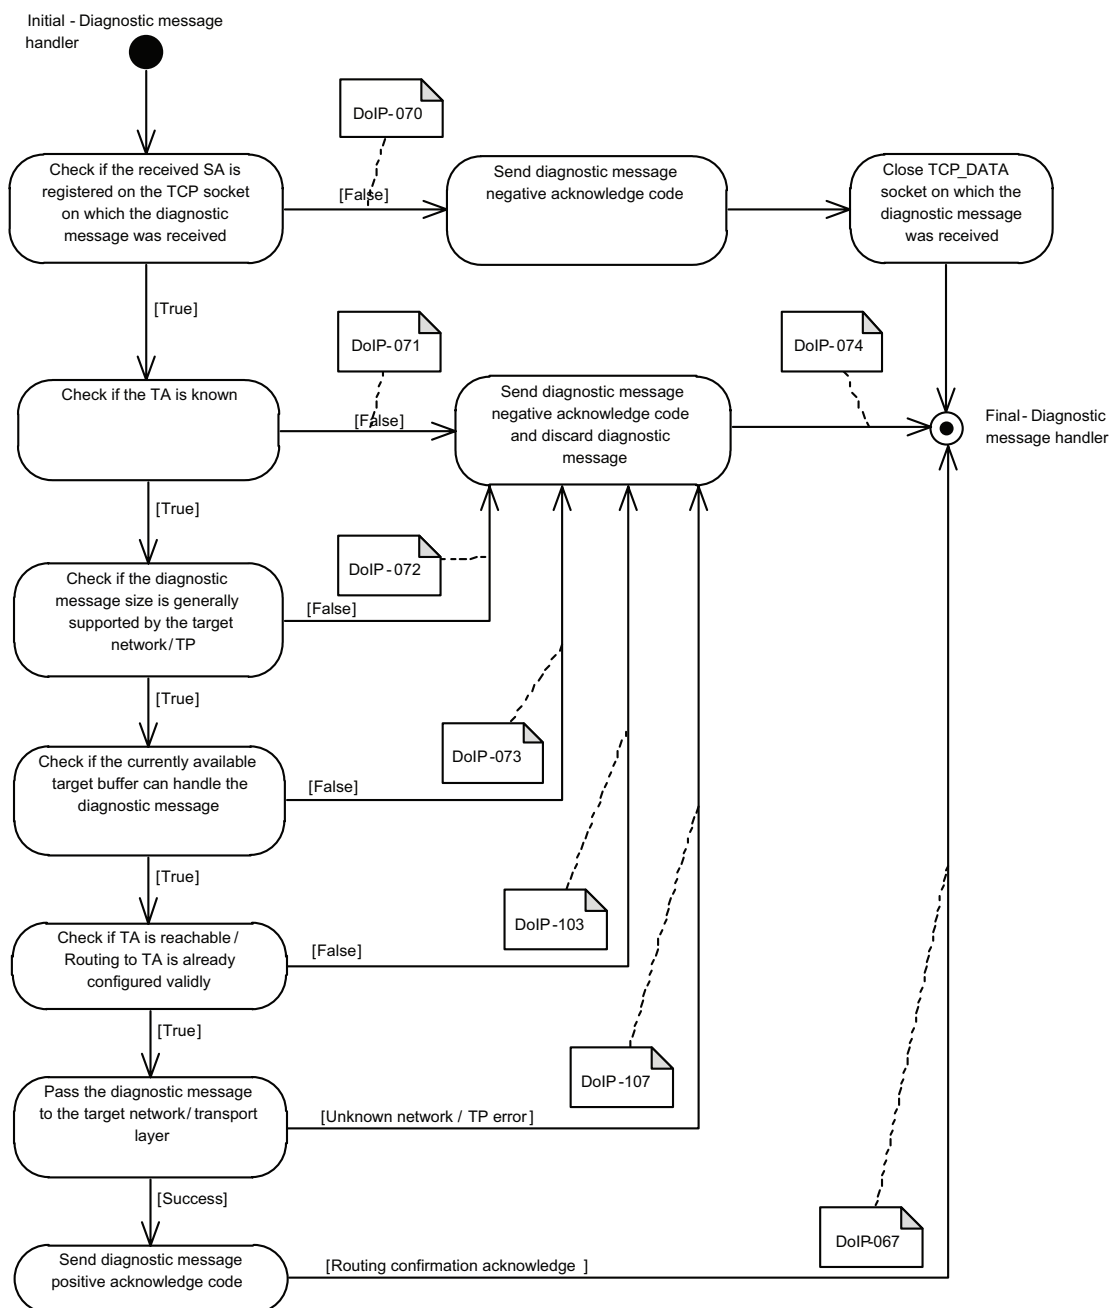 Initial - Diagnostic message
handler
DoIP-070
Check if the received SA is
registered on the TCP socket
on which the diagnostic
message was received
[False]
Send diagnostic message
negative acknowledge code
Close TCP_DATA
socket on which the
diagnostic message
was received
[True]
DoIP-071
DoIP-074
Check if the TA is known
[False]
Send diagnostic message
negative acknowledge code
and discard diagnostic
message
Final - Diagnostic
message handler
[True]
DoIP-072
Check if the diagnostic
message size is generally
supported by the target
network/TP
[False]
[True]
DoIP-073
Check if the currently available
target buffer can handle the
diagnostic message
[False]
[True]
DoIP-103
Check if TA is reachable /
Routing to TA is already
configured validly
[False]
[True]
DoIP-107
Pass the diagnostic message
to the target network/ transport
layer
[Unknown network / TP error]
[Success]
DoIP-067
Send diagnostic message
positive acknowledge code
[Routing confirmation acknowledge ]